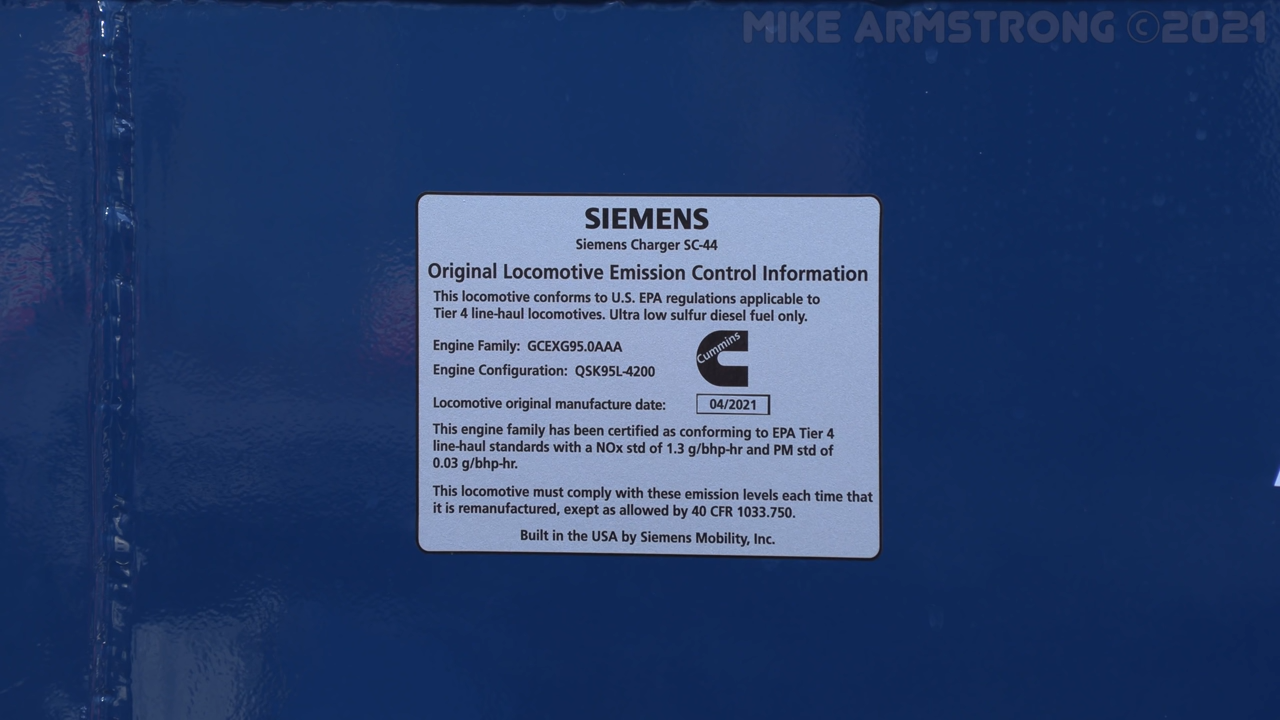 MIKE ARMSTRONG ©2021
SIEMENS
Siemens Charger SC-44
Original Locomotive Emission Control Information
This locomotive conforms to U.S. EPA regulations applicable to
Tier 4 line-haul locomotives. Ultra low sulfur diesel fuel only.
Engine Family: GCEXG95.0AAA
Engine Configuration: QSK95L-4200
Cummins
Locomotive original manufacture date: 04/2021
This engine family has been certified as conforming to EPA Tier 4
line-haul standards with a NOx std of 1.3 g/bhp-hr and PM std of
0.03 g/bhp-hr.
This locomotive must comply with these emission levels each time that
it is remanufactured, exept as allowed by 40 CFR 1033.750.
Built in the USA by Siemens Mobility, Inc.